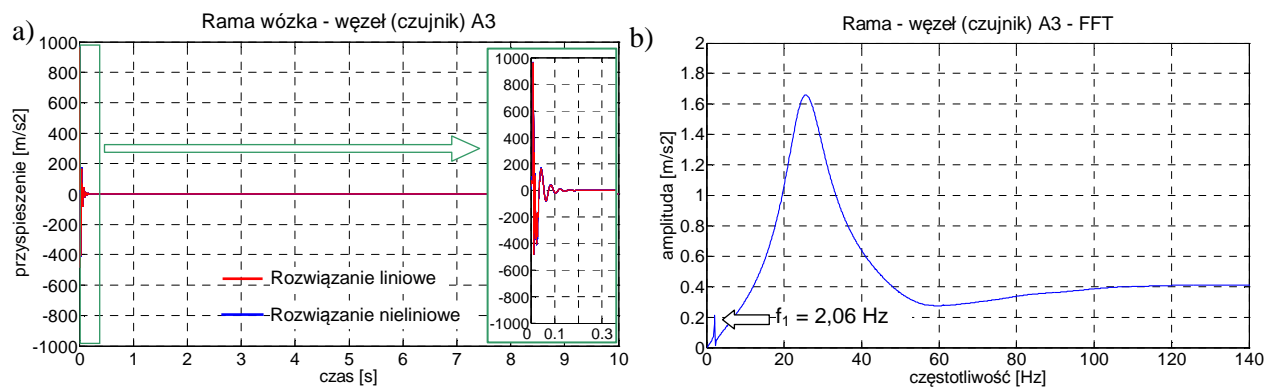 a)
Rama wózka - węzeł (czujnik) A3
przyspieszenie [m/s2]
1000
800
600
400
200
0
-200
-400
-600
-800
-1000
0 1 2 3 4 5 6 7 8 9 10
czas [s]
Rozwiązanie liniowe
Rozwiązanie nieliniowe
1000
800
600
400
200
0
-200
-400
-600
-800
-1000
0 0.1 0.3
b)
Rama - węzeł (czujnik) A3 - FFT
amplituda [m/s2]
2
1.8
1.6
1.4
1.2
1
0.8
0.6
0.4
0.2
0
f1 = 2,06 Hz
0 20 40 60 80 100 120 140
częstotliwość [Hz]